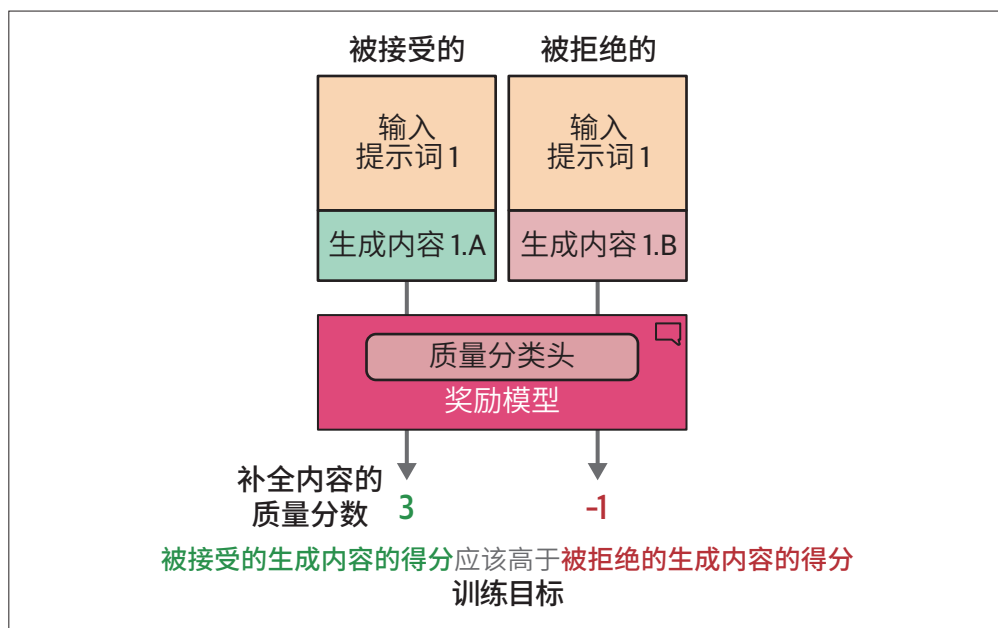 被接受的
被拒绝的
输入
提示词 1
输入
提示词 1
生成内容 1.A
生成内容 1.B
质量分类头
奖励模型
补全内容的
质量分数
3
-1
被接受的生成内容的得分应该高于被拒绝的生成内容的得分
训练目标